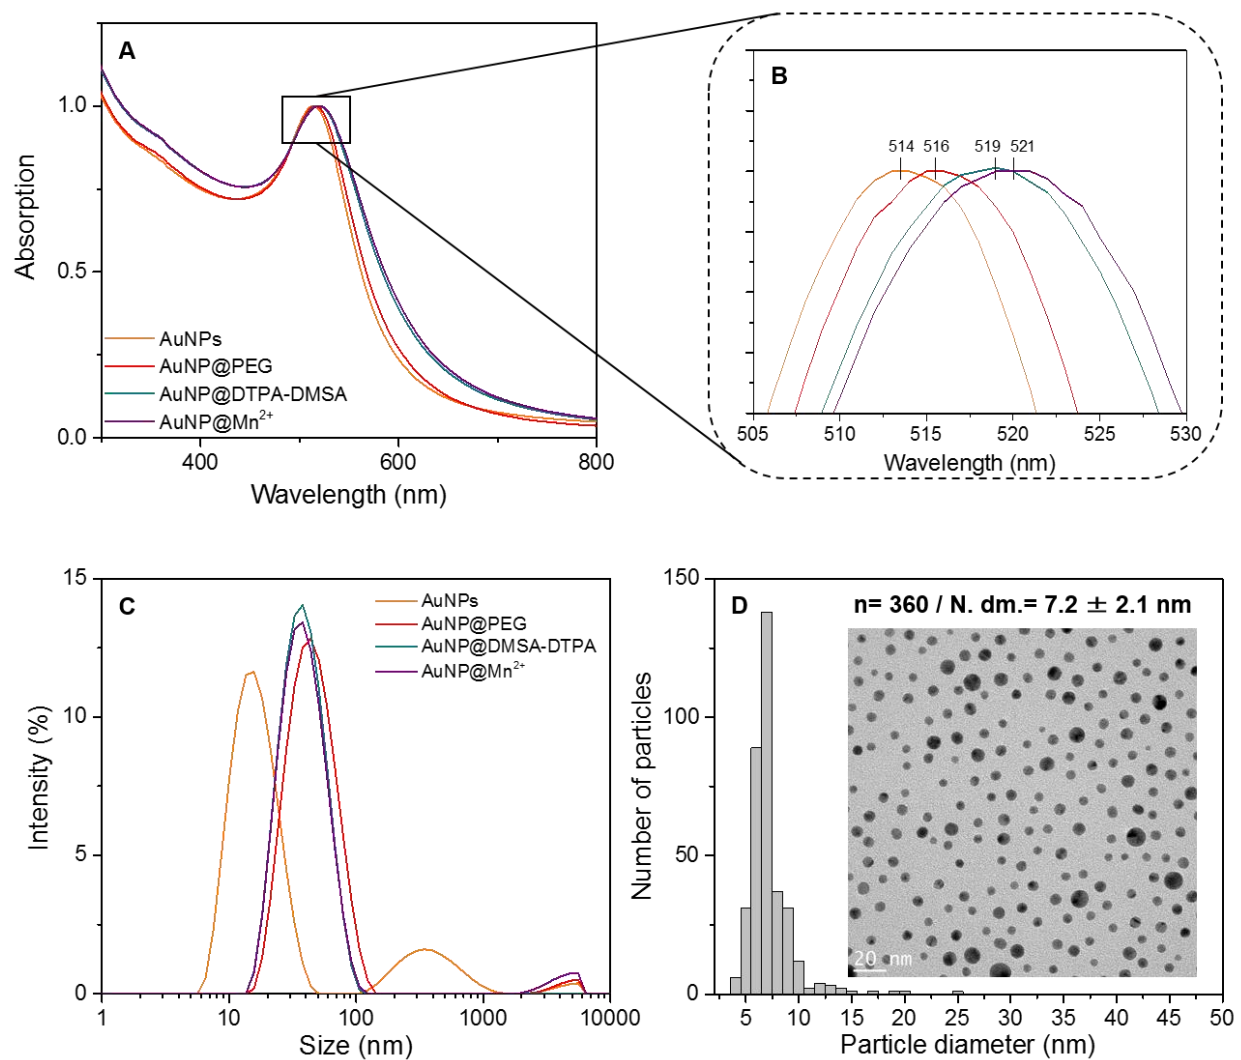 A
1.0
0.5
0.0
Absorption
AuNPs
AuNP@PEG
AuNP@DTPA-DMSA
AuNP@Mn²⁺
400
600
800
Wavelength (nm)
B
514
516
519
521
505
510
515
520
525
530
Wavelength (nm)
C
15
10
5
0
Intensity (%)
AuNPs
AuNP@PEG
AuNP@DMSA-DTPA
AuNP@Mn²⁺
1
10
100
1000
10000
Size (nm)
D
n= 360 / N. dm.= 7.2 ± 2.1 nm
150
100
50
0
Number of particles
20 nm
5
10
15
20
25
30
35
40
45
50
Particle diameter (nm)